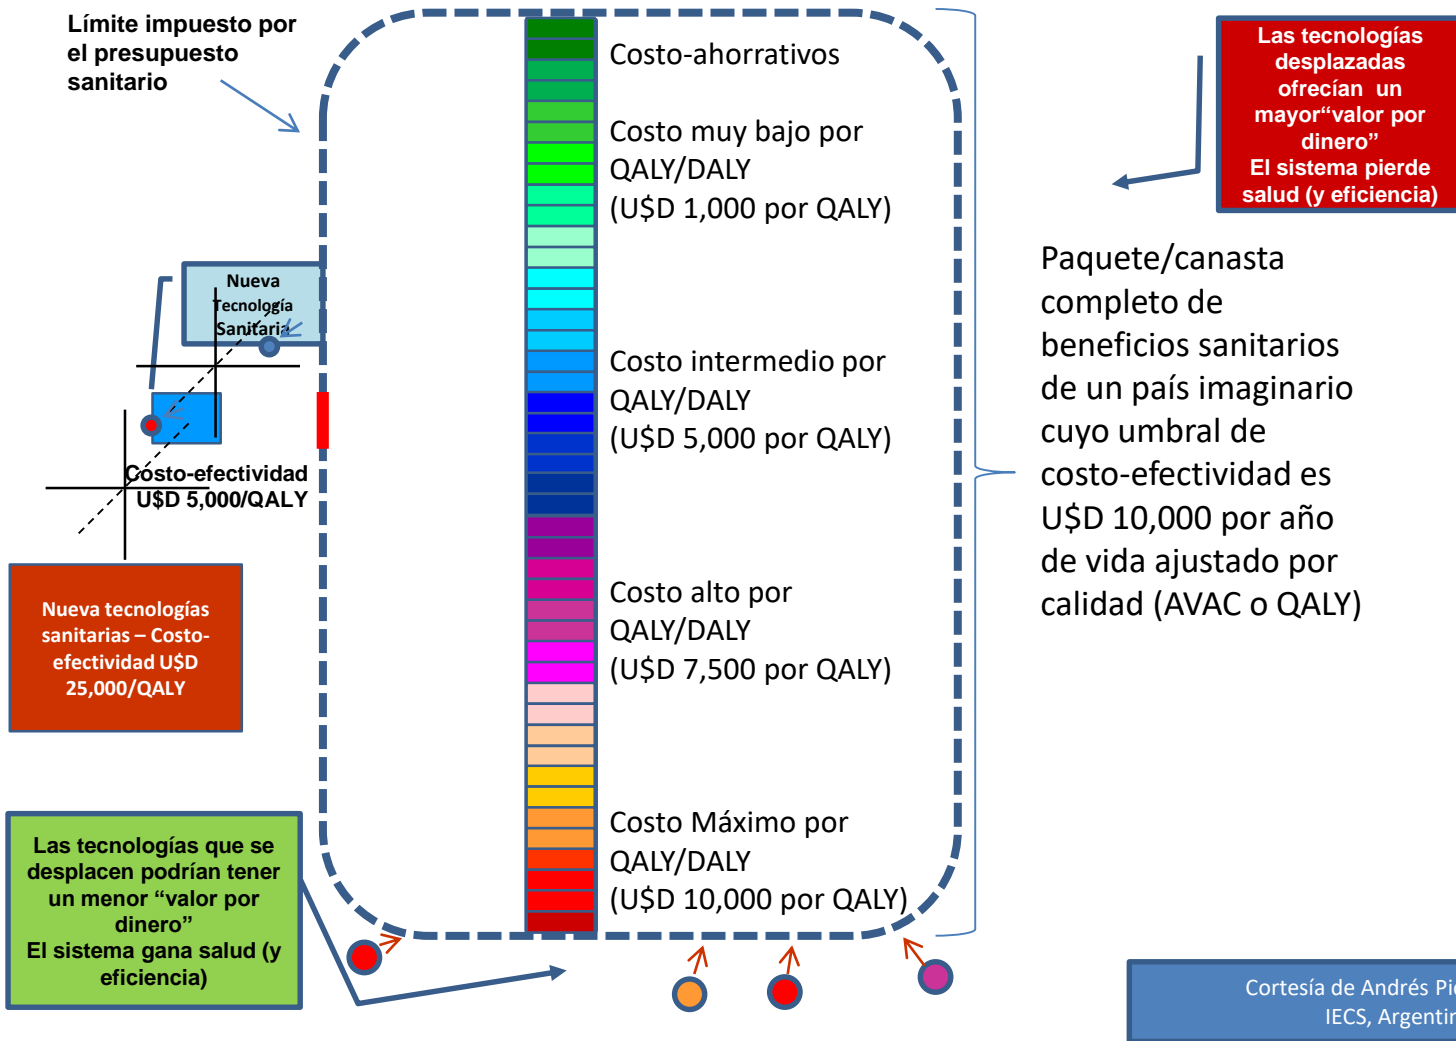 Límite impuesto por
el presupuesto
sanitario
Costo-ahorrativos
Costo muy bajo por
QALY/DALY
(U$D 1,000 por QALY)
Costo intermedio por
QALY/DALY
(U$D 5,000 por QALY)
Costo alto por
QALY/DALY
(U$D 7,500 por QALY)
Costo Máximo por
QALY/DALY
(U$D 10,000 por QALY)
Las tecnologías
desplazadas
ofrecían un
mayor“valor por
dinero”
El sistema pierde
salud (y eficiencia)
Paquete/canasta
completo de
beneficios sanitarios
de un país imaginario
cuyo umbral de
costo-efectividad es
U$D 10,000 por año
de vida ajustado por
calidad (AVAC o QALY)
Nueva
Tecnología
Sanitaria
Costo-efectividad
U$D 5,000/QALY
Nueva tecnologías
sanitarias – Costo-
efectividad U$D
25,000/QALY
Las tecnologías que se
desplacen podrían tener
un menor “valor por
dinero”
El sistema gana salud (y
eficiencia)
Cortesía de Andrés
IECS,